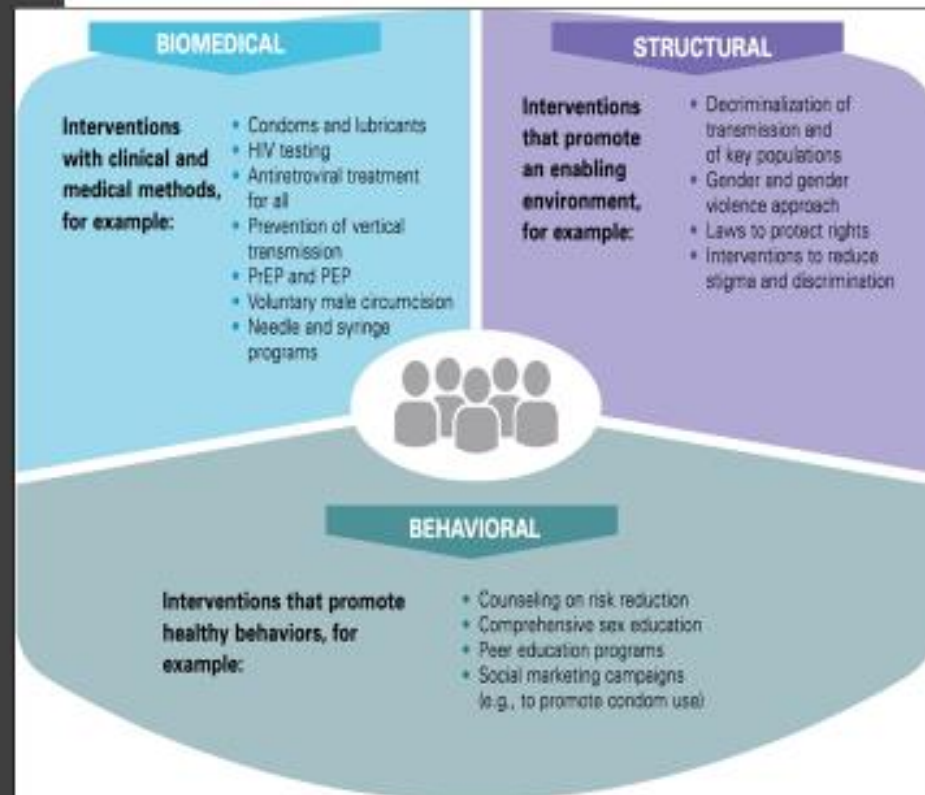 BIOMEDICAL
Interventions
with clinical and
medical methods,
for example:
• Condoms and lubricants
• HIV testing
• Antiretroviral treatment
for all
• Prevention of vertical
transmission
• PrEP and PEP
• Voluntary male circumcision
• Needle and syringe
programs
STRUCTURAL
Interventions
that promote
an enabling
environment,
for example:
• Decriminalization of
transmission and
of key populations
• Gender and gender
violence approach
• Laws to protect rights
• Interventions to reduce
stigma and discrimination
BEHAVIORAL
Interventions that promote
healthy behaviors, for
example:
• Counseling on risk reduction
• Comprehensive sex education
• Peer education programs
• Social marketing campaigns
(e.g., to promote condom use)